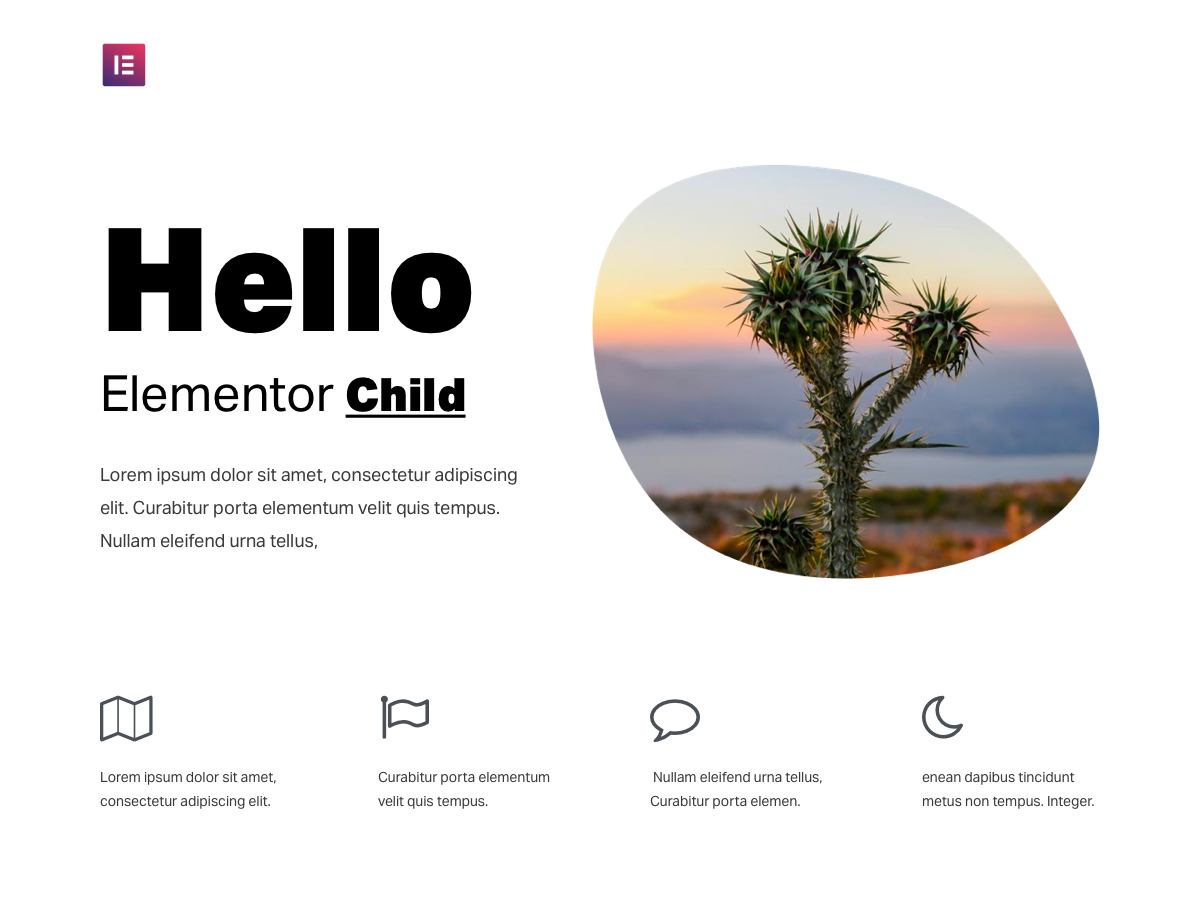 Hello
Elementor Child
Lorem ipsum dolor sit amet, consectetur adipiscing
elit. Curabitur porta elementum velit quis tempus.
Nullam eleifend urna tellus,
Lorem ipsum dolor sit amet,
consectetur adipiscing elit.
Curabitur porta elementum
velit quis tempus.
Nullam eleifend urna tellus,
Curabitur porta elemen.
enean dapibus tincidunt
metus non tempus. Integer.